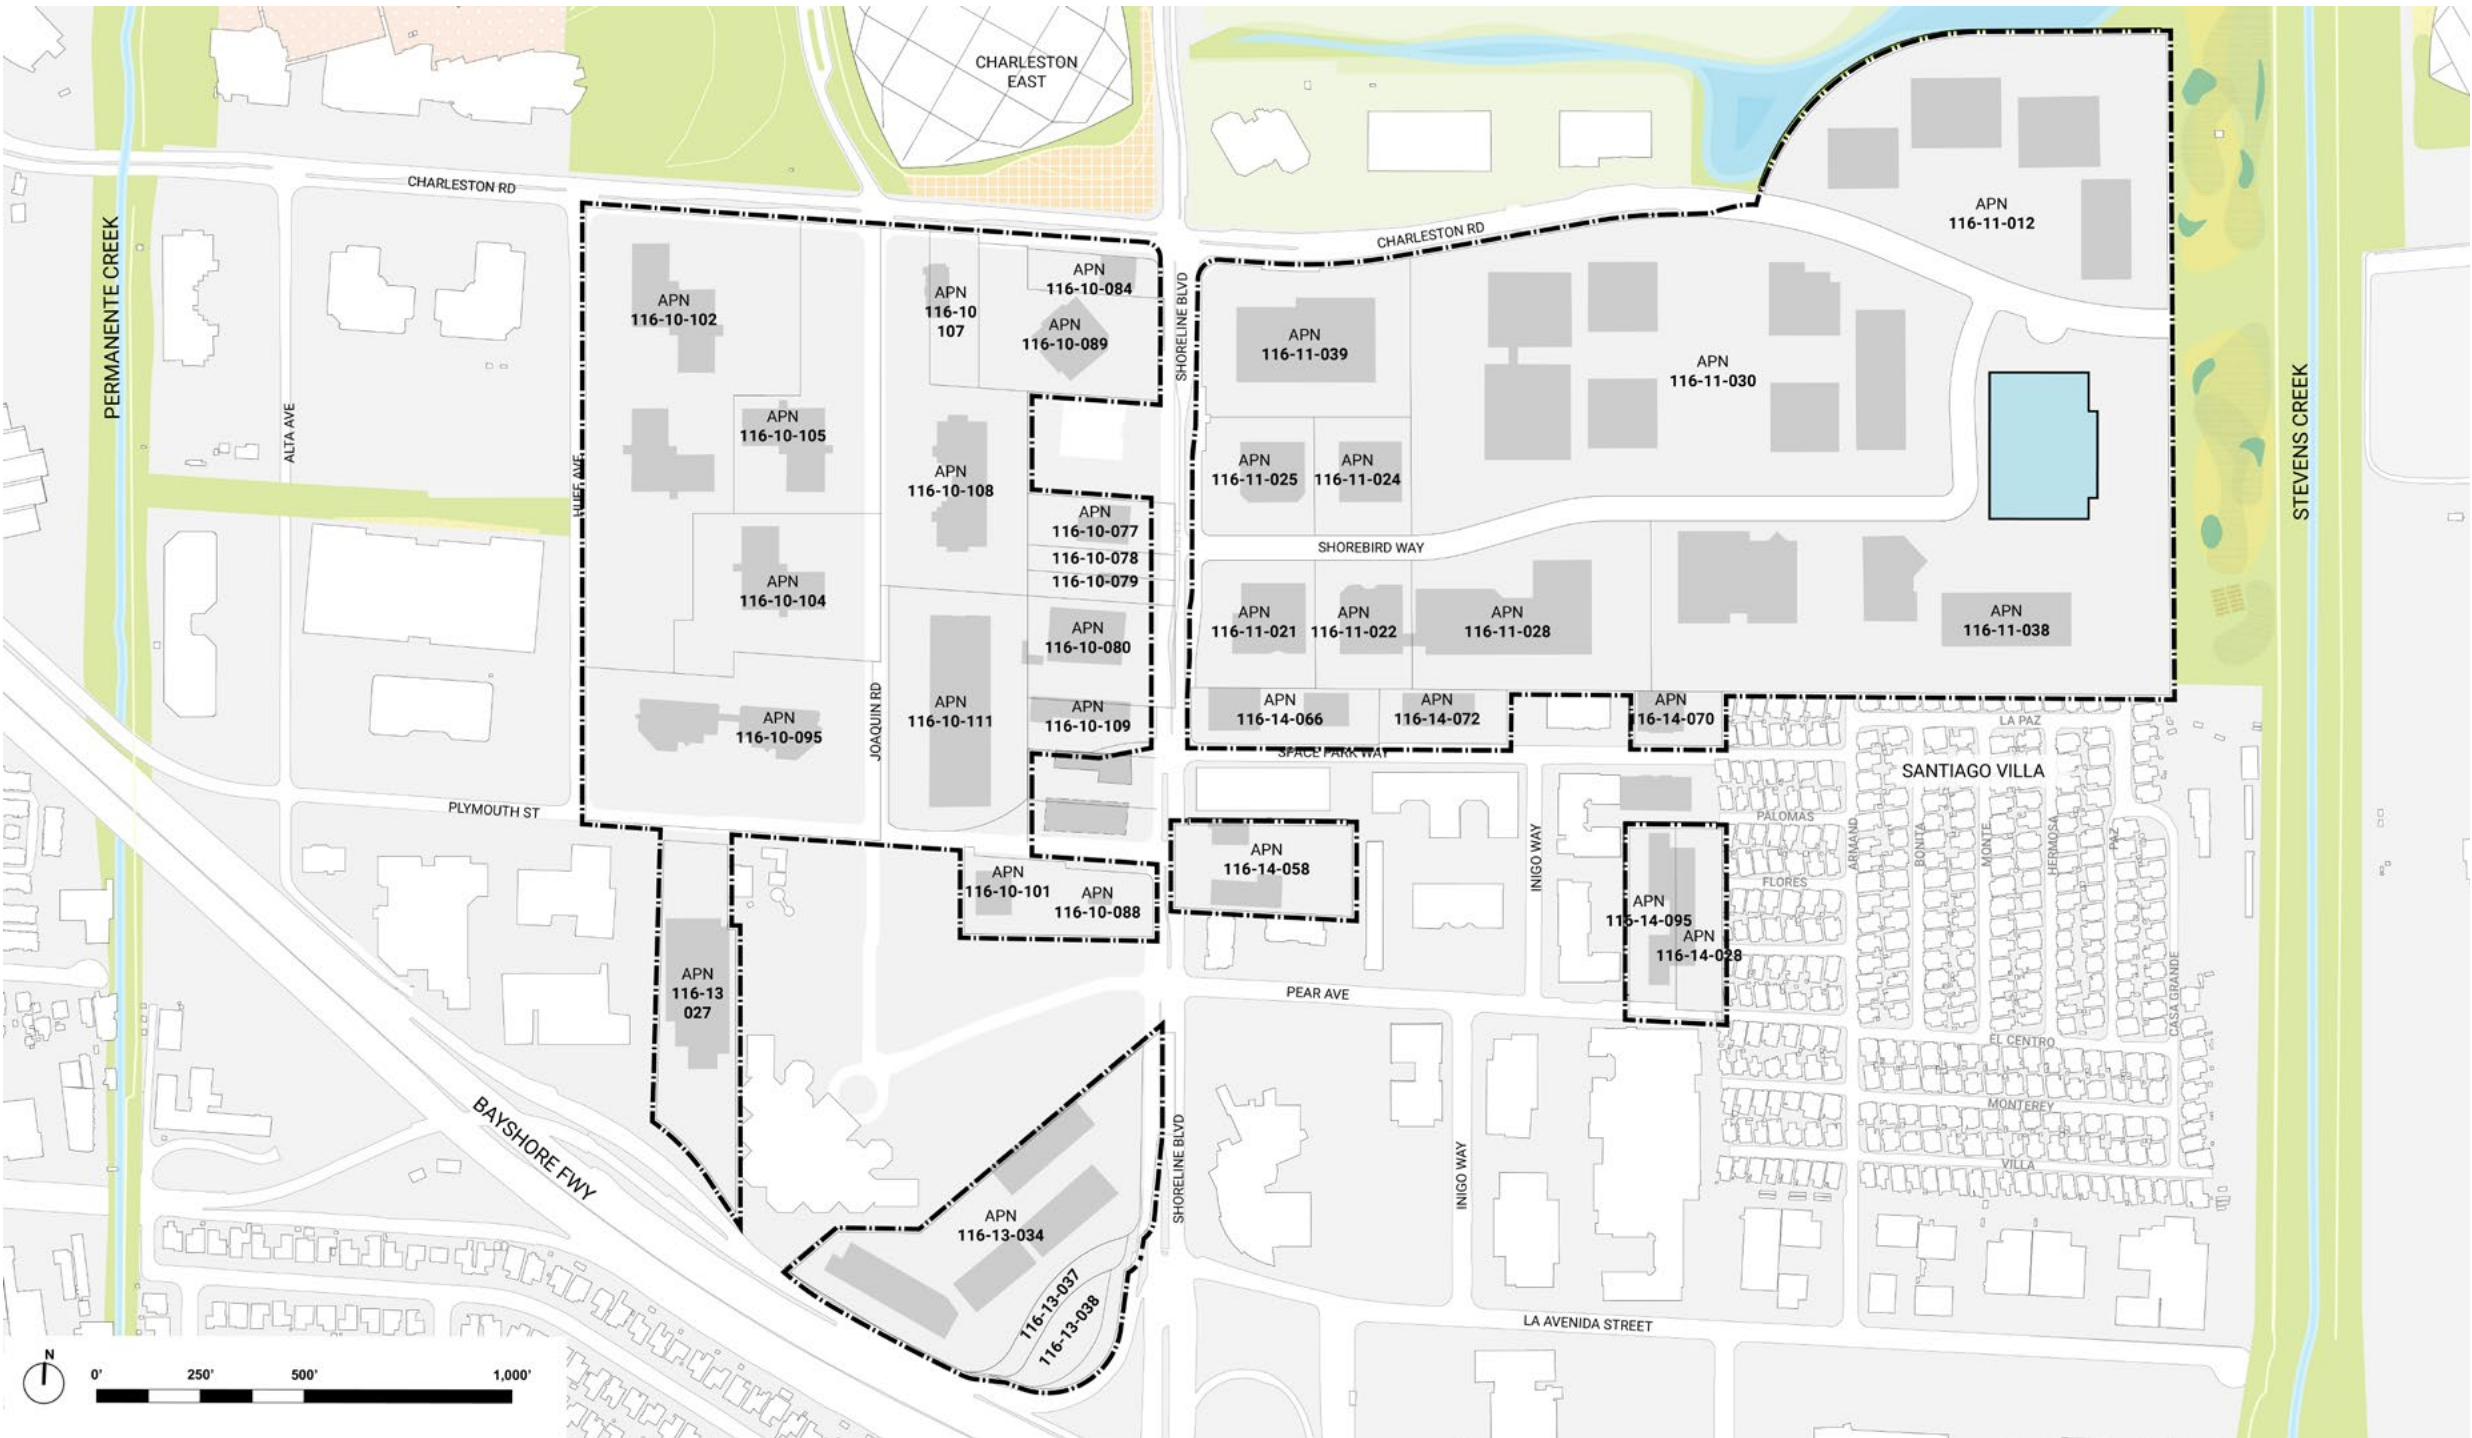 CHARLESTON
EAST
CHARLESTON RD
PERMANENTE CREEK
ALTA AVE
HUFF AVE
APN
116-10-102
APN
116-10-105
APN
116-10-104
APN
116-10-095
JOAQUIN RD
PLYMOUTH ST
APN
116-10
107
APN
116-10-084
APN
116-10-089
APN
116-10-108
APN
116-10-077
116-10-078
116-10-079
APN
116-10-080
APN
116-10-111
APN
116-10-109
SHORELINE BLVD
CHARLESTON RD
APN
116-11-012
APN
116-11-039
APN
116-11-030
APN
116-11-025
APN
116-11-024
SHOREBIRD WAY
APN
116-11-021
APN
116-11-022
APN
116-11-028
APN
116-11-038
STEVENS CREEK
APN
116-14-066
APN
116-14-072
APN
16-14-070
SPACE PARK WAY
LA PAZ
SANTIAGO VILLA
PALOMAS
FLORES
ARMAND
BONITA
MONTE
HERMOSA
PAZ
CASA GRANDE
EL CENTRO
MONTEREY
VILLA
APN
116-10-101
APN
116-10-088
APN
116-14-058
INIGO WAY
APN
116-14-095
APN
116-14-028
PEAR AVE
APN
116-13
027
BAYSHORE FWY
APN
116-13-034
116-13-037
116-13-038
SHORELINE BLVD
INIGO WAY
LA AVENIDA STREET
N
0' 250' 500' 1,000'